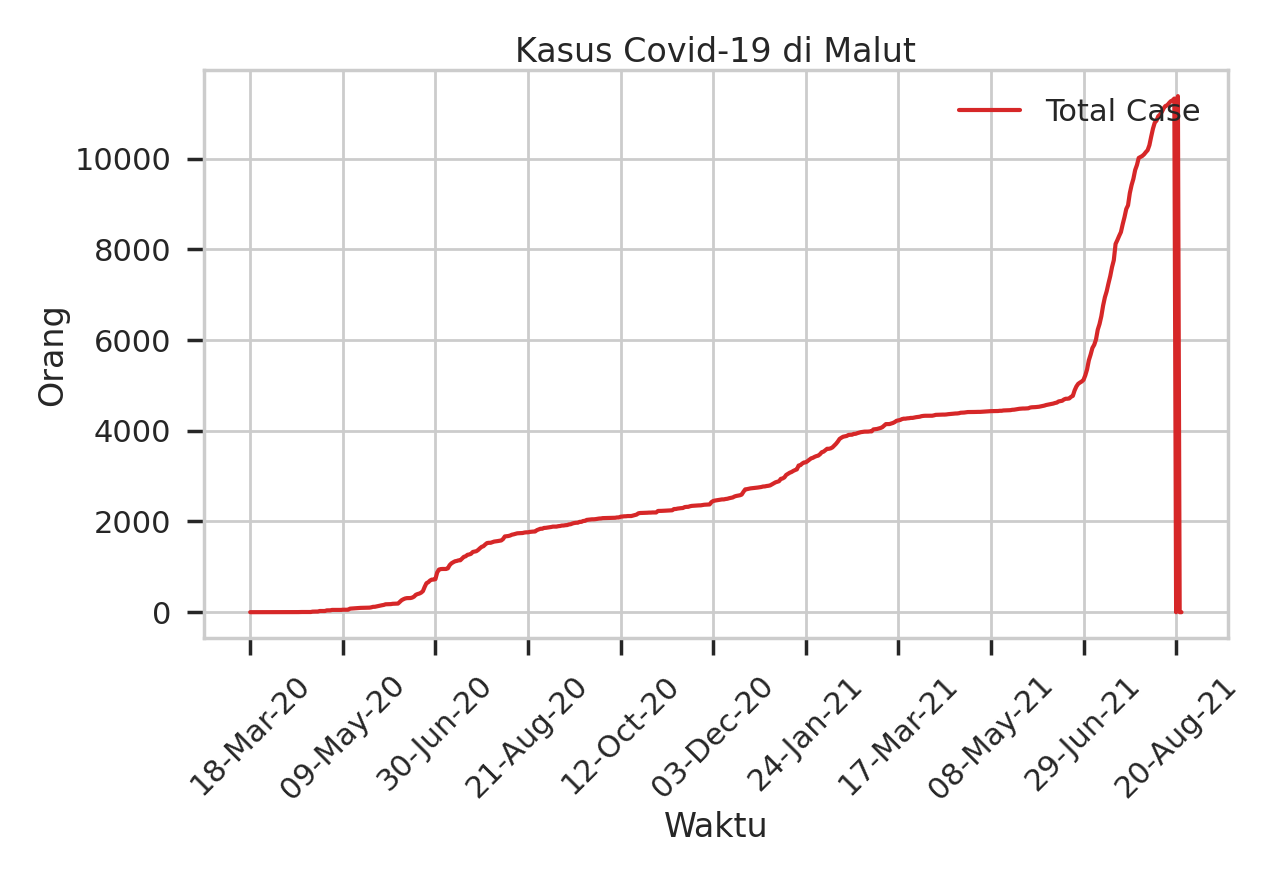 Kasus Covid-19 di Malut
Total Case
Orang
10000
8000
6000
4000
2000
0
18-Mar-20
09-May-20
30-Jun-20
21-Aug-20
12-Oct-20
03-Dec-20
24-Jan-21
17-Mar-21
08-May-21
29-Jun-21
20-Aug-21
Waktu